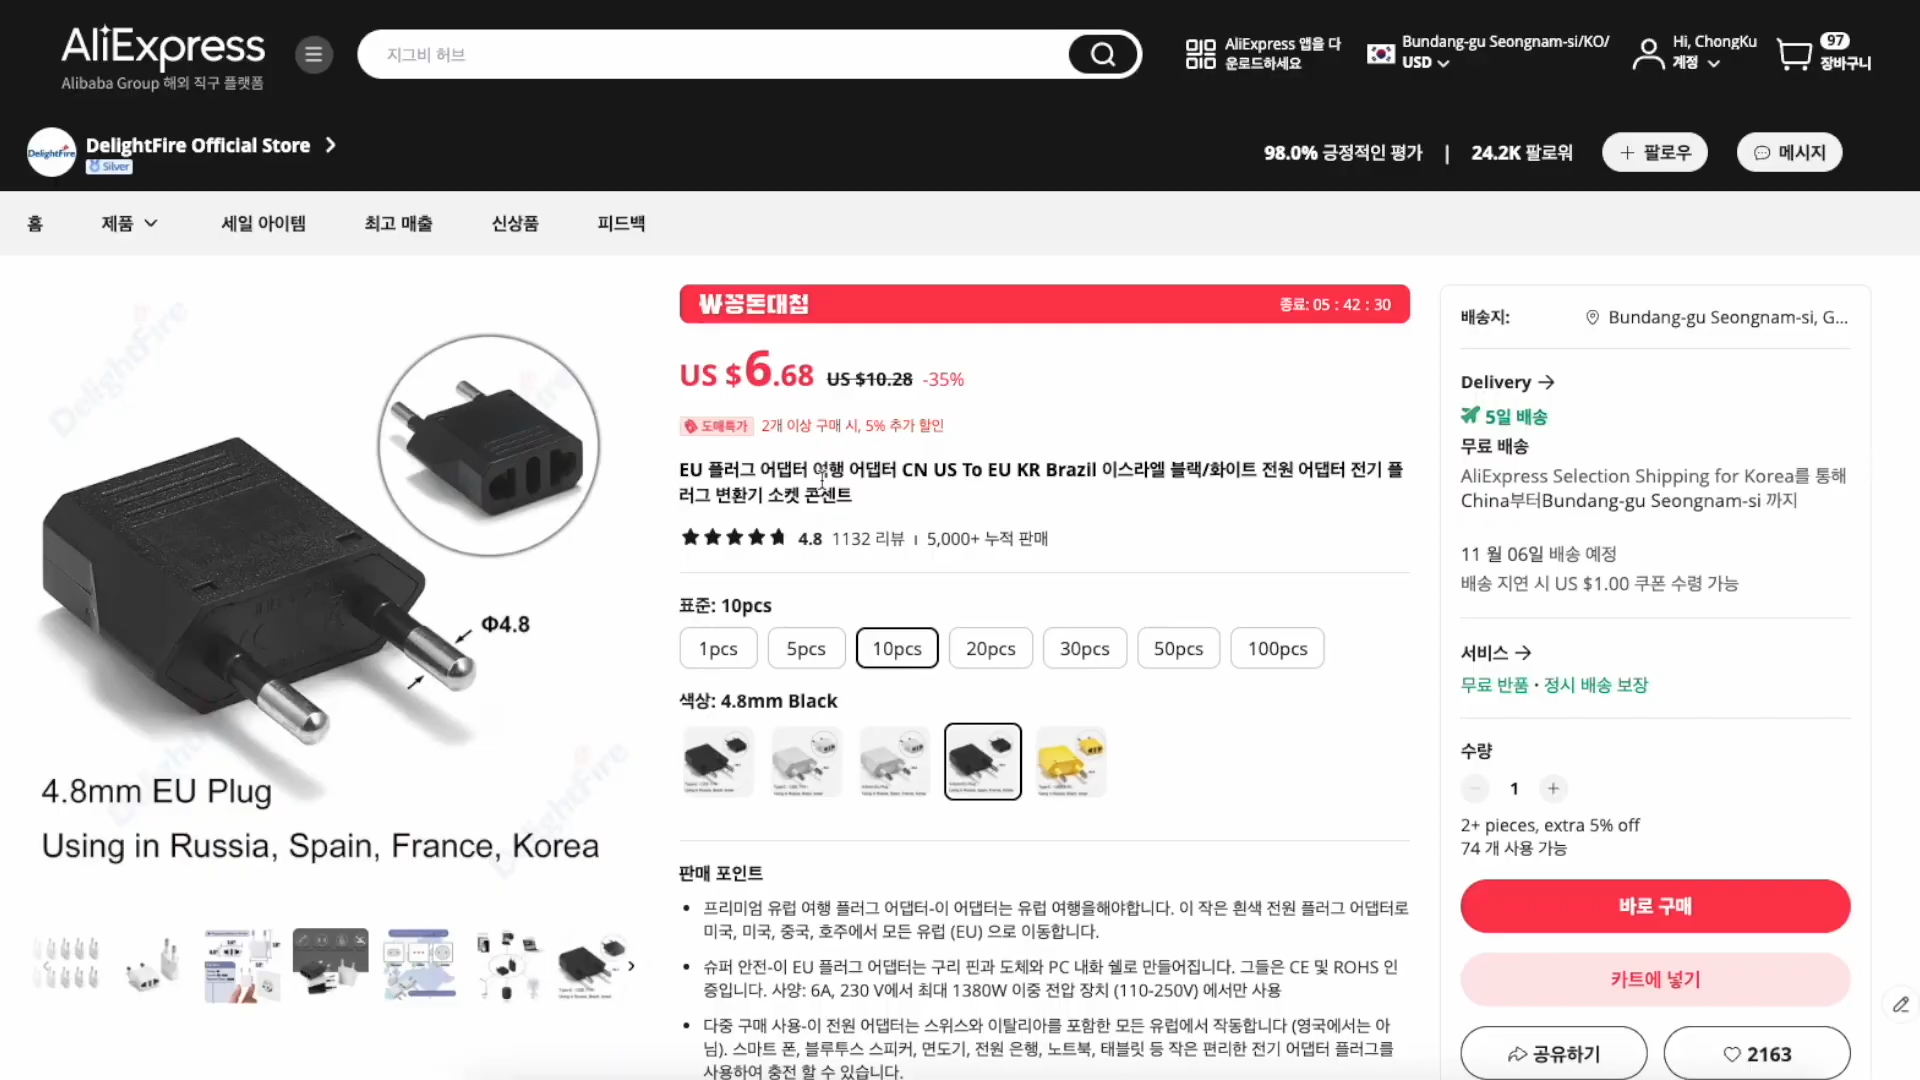 AliExpress
Alibaba Group 해외 직구 플랫폼
지그비 허브
AliExpress 앱을 다
운로드하세요
Bundang-gu Seongnam-si/KO/
USD
Hi, ChongKu
계정
97
장바구니
DelightFire
DelightFire Official Store
Silver
98.0% 긍정적인 평가 | 24.2K 팔로워
+ 팔로우
메시지
홈
제품
세일 아이템
최고 매출
신상품
피드백
DelightFire
Φ4.8
4.8mm EU Plug
Using in Russia, Spain, France, Korea
₩꽁돈대첩
종료: 05 : 42 : 30
US $6.68 US $10.28 -35%
도매특가 2개 이상 구매 시, 5% 추가 할인
EU 플러그 어댑터 여행 어댑터 CN US To EU KR Brazil 이스라엘 블랙/화이트 전원 어댑터 전기 플
러그 변환기 소켓 콘센트
4.8 1132 리뷰 ı 5,000+ 누적 판매
표준: 10pcs
1pcs
5pcs
10pcs
20pcs
30pcs
50pcs
100pcs
색상: 4.8mm Black
판매 포인트
• 프리미엄 유럽 여행 플러그 어댑터-이 어댑터는 유럽 여행을해야합니다. 이 작은 흰색 전원 플러그 어댑터로
미국, 미국, 중국, 호주에서 모든 유럽 (EU) 으로 이동합니다.
• 슈퍼 안전-이 EU 플러그 어댑터는 구리 핀과 도체와 PC 내화 쉘로 만들어집니다. 그들은 CE 및 ROHS 인
증입니다. 사양: 6A, 230 V에서 최대 1380W 이중 전압 장치 (110-250V) 에서만 사용
• 다중 구매 사용-이 전원 어댑터는 스위스와 이탈리아를 포함한 모든 유럽에서 작동합니다 (영국에서는 아
님). 스마트 폰, 블루투스 스피커, 면도기, 전원 은행, 노트북, 태블릿 등 작은 편리한 전기 어댑터 플러그를
사용하여 충전 할 수 있습니다.
배송지:
Bundang-gu Seongnam-si, G...
Delivery →
5일 배송
무료 배송
AliExpress Selection Shipping for Korea를 통해
China부터Bundang-gu Seongnam-si 까지
11 월 06일 배송 예정
배송 지연 시 US $1.00 쿠폰 수령 가능
서비스 →
무료 반품 • 정시 배송 보장
수량
− 1 +
2+ pieces, extra 5% off
74 개 사용 가능
바로 구매
카트에 넣기
공유하기
2163